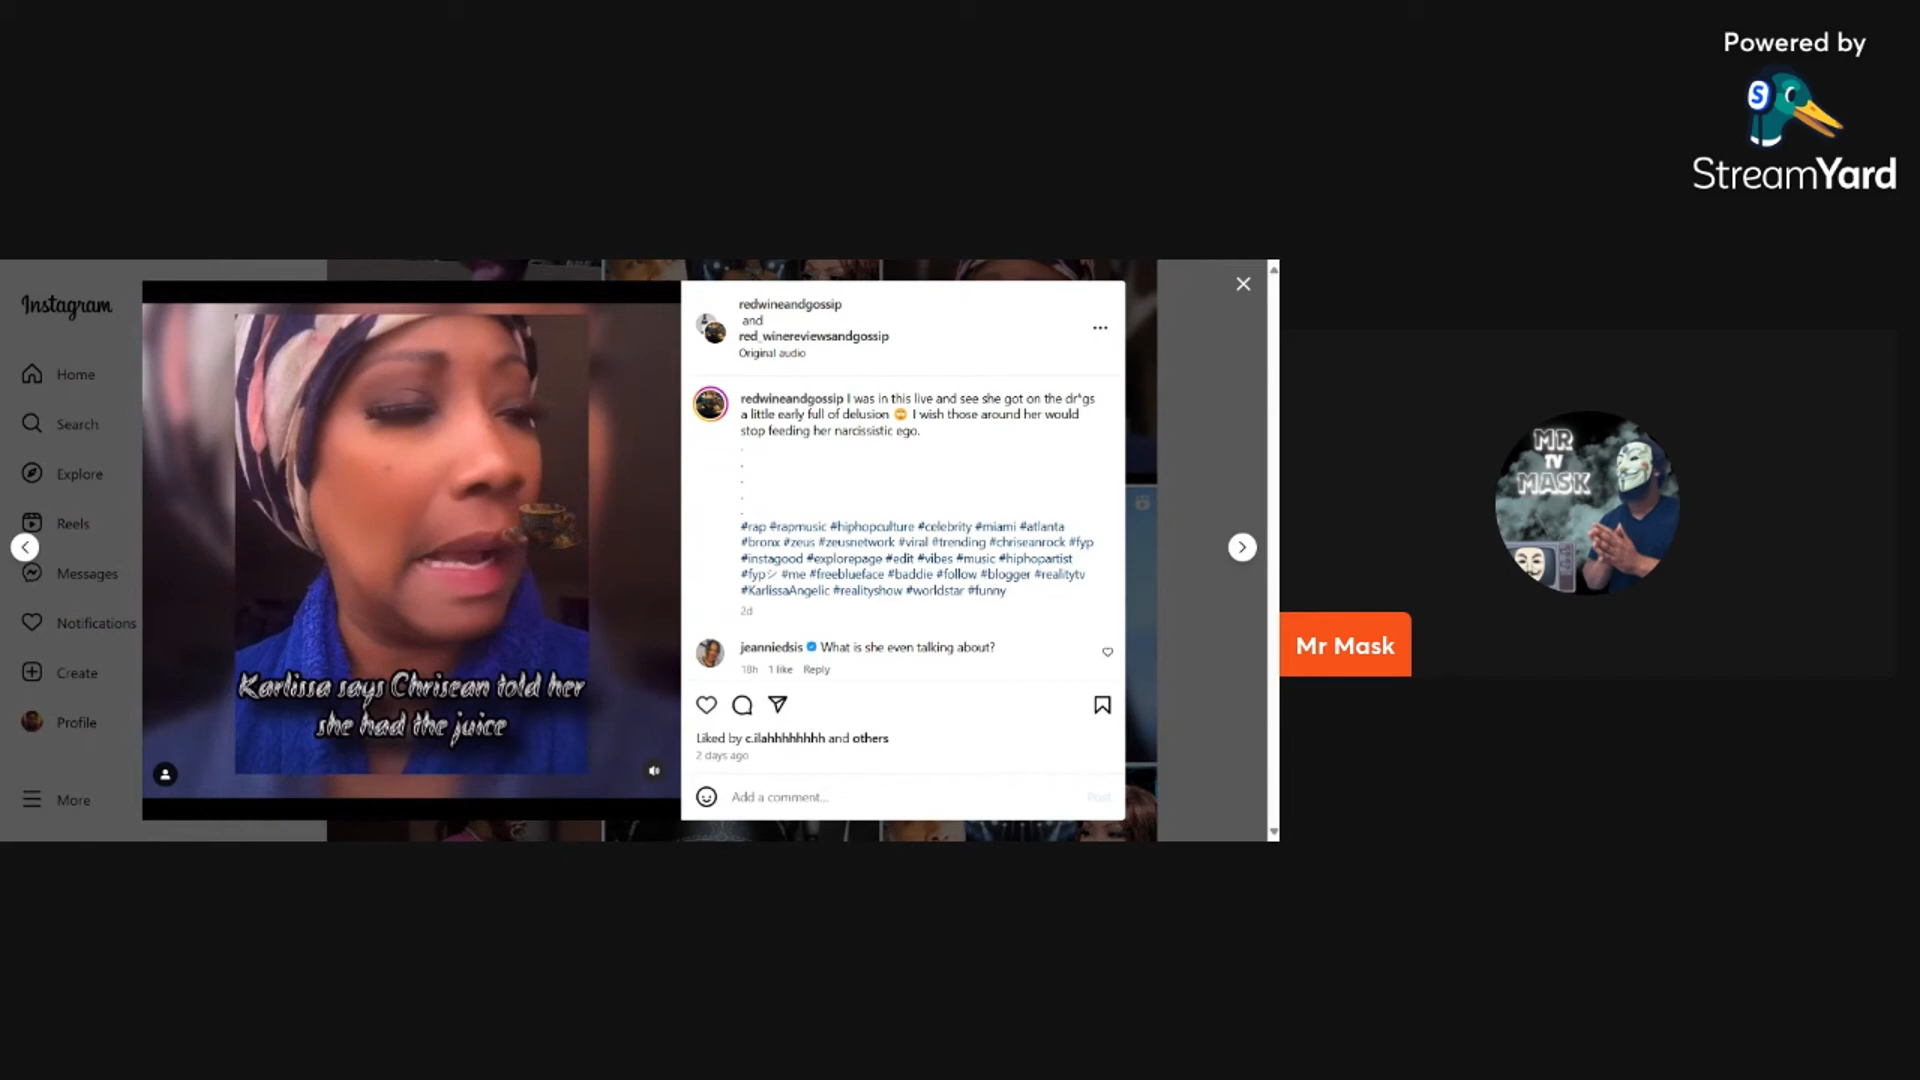 Powered by
StreamYard
Instagram
Home
Search
Explore
Reels
Messages
Notifications
Create
Profile
More
Karlissa says Chrisean told her
she had the juice
redwineandgossip
and
red_winereviewsandgossip
Original audio
redwineandgossip I was in this live and see she got on the dr*gs
a little early full of delusion 🙄 I wish those around her would
stop feeding her narcissistic ego.
.
.
.
.
.
#rap #rapmusic #hiphopculture #celebrity #miami #atlanta
#bronx #zeus #zeusnetwork #viral #trending #chriseanrock #fyp
#instagood #explorepage #edit #vibes #music #hiphopartist
#fypシ #me #freeblueface #baddie #follow #blogger #realitytv
#KarlissaAngelic #realityshow #worldstar #funny
2d
jeanniedsis What is she even talking about?
18h 1 like Reply
Liked by c.ilahhhhhhhh and others
2 days ago
Add a comment...
Post
MR
TV
MASK
Mr Mask